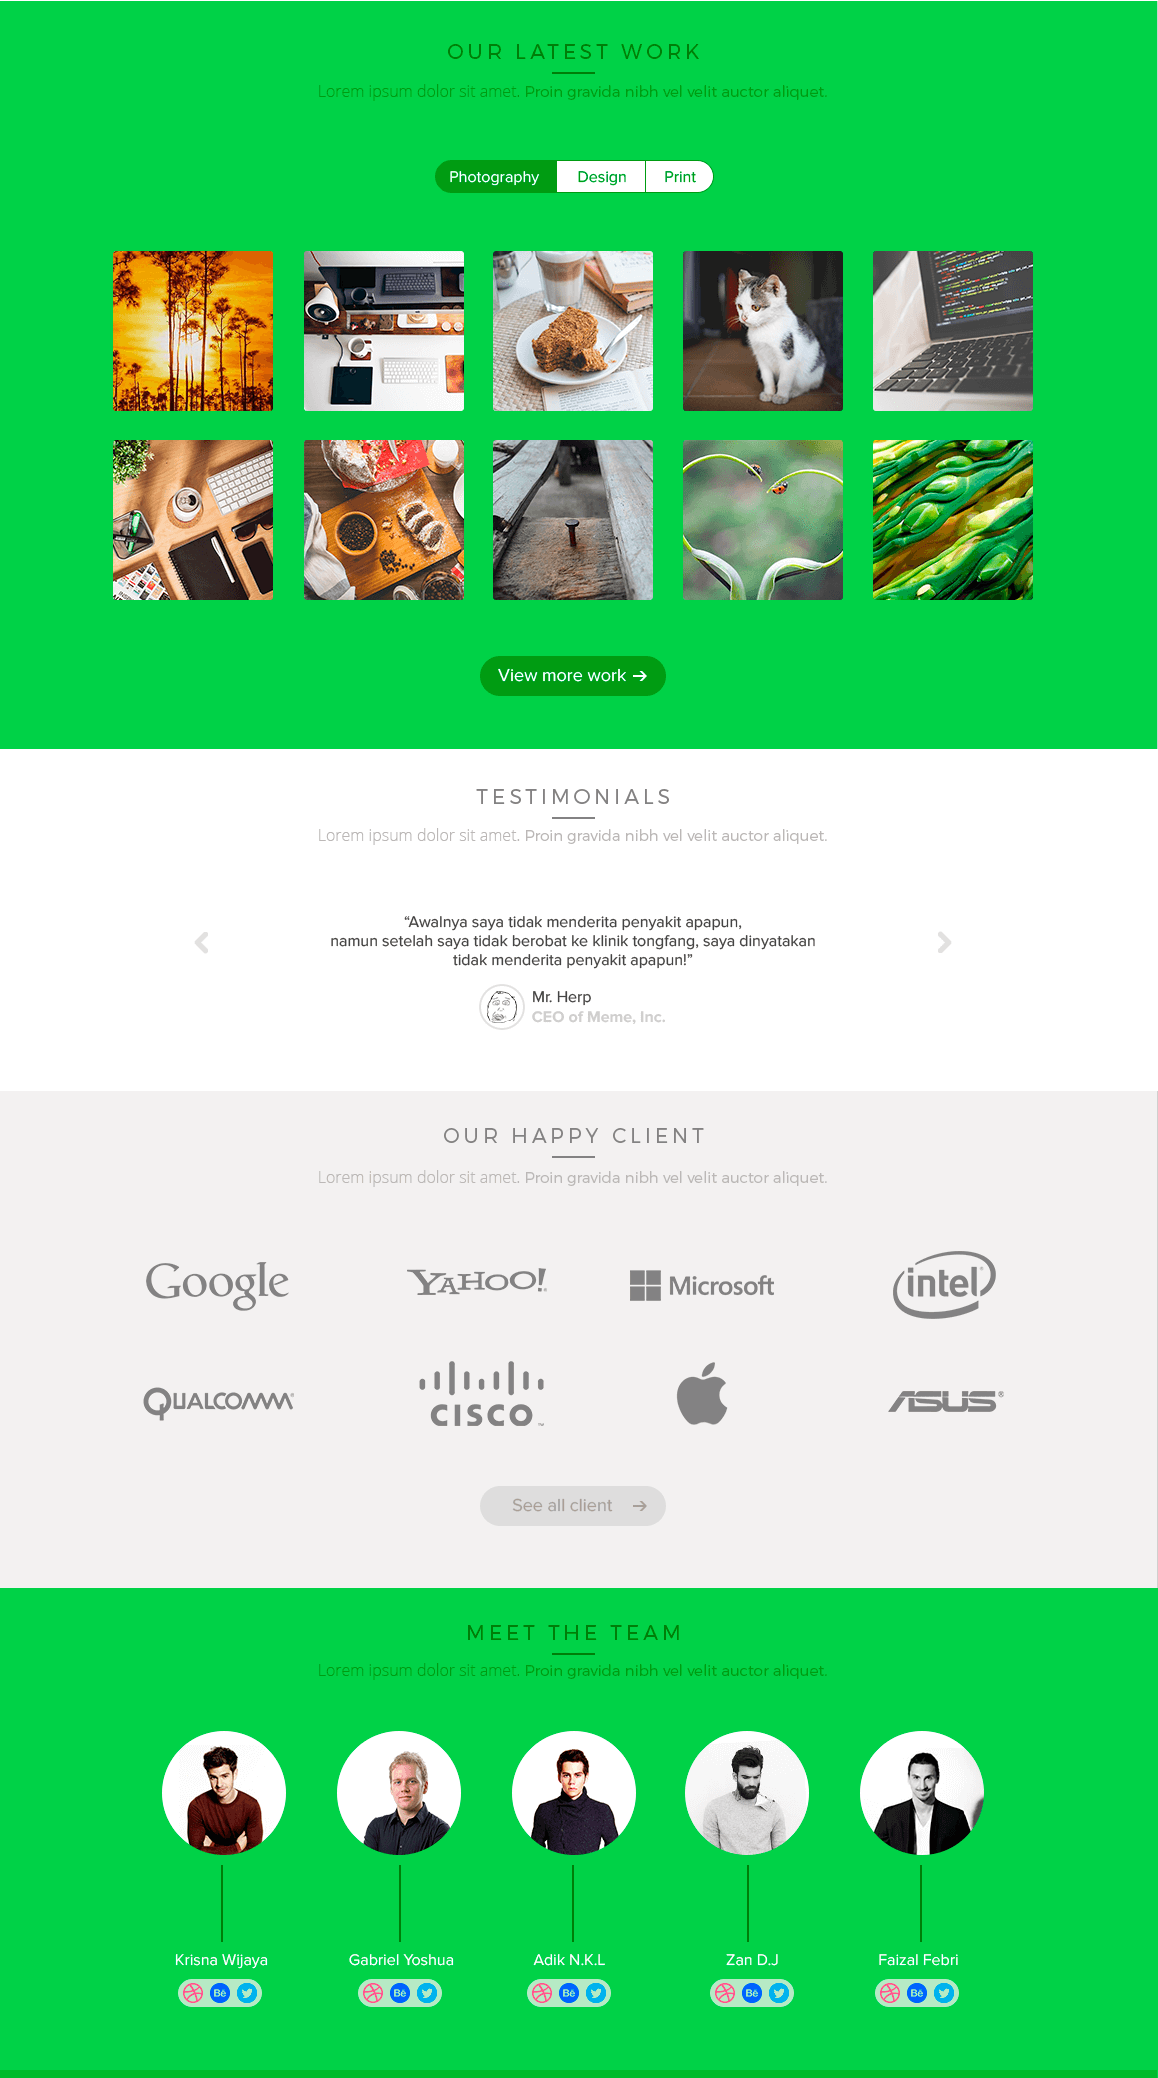 OUR LATEST WORK
Lorem ipsum dolor sit amet. Proin gravida nibh vel velit auctor aliquet.
Photography Design Print
View more work →
TESTIMONIALS
Lorem ipsum dolor sit amet. Proin gravida nibh vel velit auctor aliquet.
“Awalnya saya tidak menderita penyakit apapun,
namun setelah saya tidak berobat ke klinik tongfang, saya dinyatakan
tidak menderita penyakit apapun!”
Mr. Herp
CEO of Meme, Inc.
OUR HAPPY CLIENT
Lorem ipsum dolor sit amet. Proin gravida nibh vel velit auctor aliquet.
Google YAHOO! Microsoft intel
QUALCOMM® CISCO™ ASUS®
See all client →
MEET THE TEAM
Lorem ipsum dolor sit amet. Proin gravida nibh vel velit auctor aliquet.
Krisna Wijaya Gabriel Yoshua Adik N.K.L Zan D.J Faizal Febri
Bē Bē Bē Bē Bē